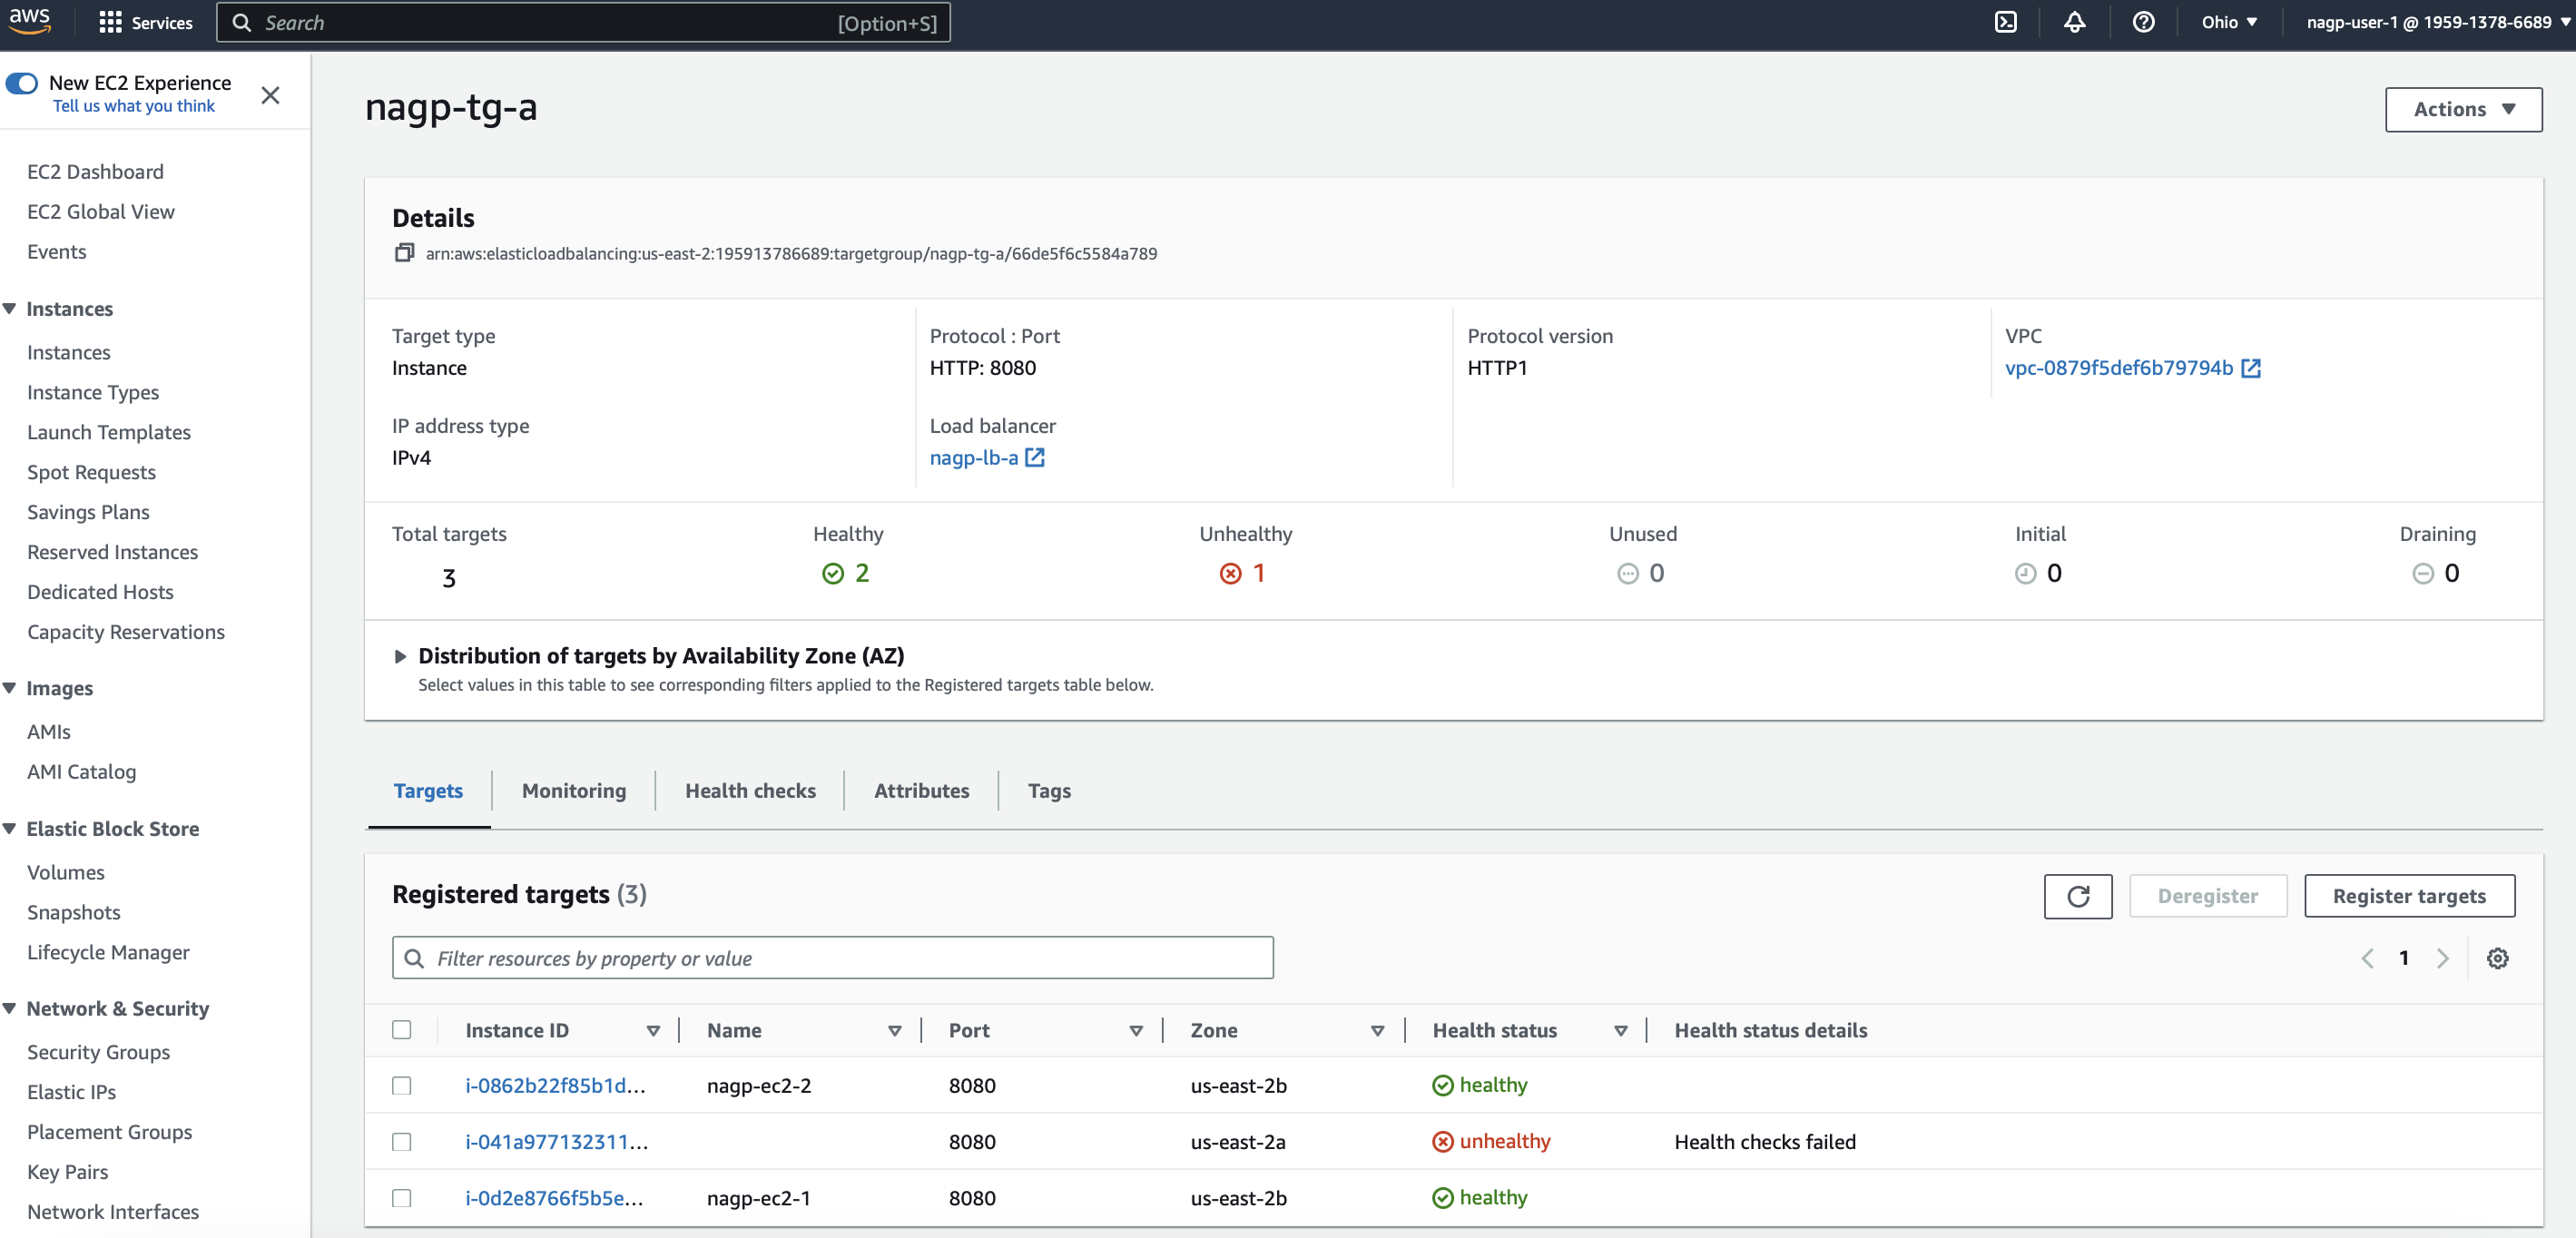 aws
Services
Search [Option+S]
Ohio
nagp-user-1 @ 1959-1378-6689
New EC2 Experience
Tell us what you think
EC2 Dashboard
EC2 Global View
Events
Instances
Instances
Instance Types
Launch Templates
Spot Requests
Savings Plans
Reserved Instances
Dedicated Hosts
Capacity Reservations
Images
AMIs
AMI Catalog
Elastic Block Store
Volumes
Snapshots
Lifecycle Manager
Network & Security
Security Groups
Elastic IPs
Placement Groups
Key Pairs
Network Interfaces
nagp-tg-a
Actions
Details
arn:aws:elasticloadbalancing:us-east-2:195913786689:targetgroup/nagp-tg-a/66de5f6c5584a789
Target type
Instance
Protocol : Port
HTTP: 8080
Protocol version
HTTP1
VPC
vpc-0879f5def6b79794b
IP address type
IPv4
Load balancer
nagp-lb-a
Total targets
3
Healthy
2
Unhealthy
1
Unused
0
Initial
0
Draining
0
Distribution of targets by Availability Zone (AZ)
Select values in this table to see corresponding filters applied to the Registered targets table below.
Targets Monitoring Health checks Attributes Tags
Registered targets (3)
Deregister
Register targets
Filter resources by property or value
1
Instance ID Name Port Zone Health status Health status details
i-0862b22f85b1d... nagp-ec2-2 8080 us-east-2b healthy
i-041a977132311... 8080 us-east-2a unhealthy Health checks failed
i-0d2e8766f5b5e... nagp-ec2-1 8080 us-east-2b healthy